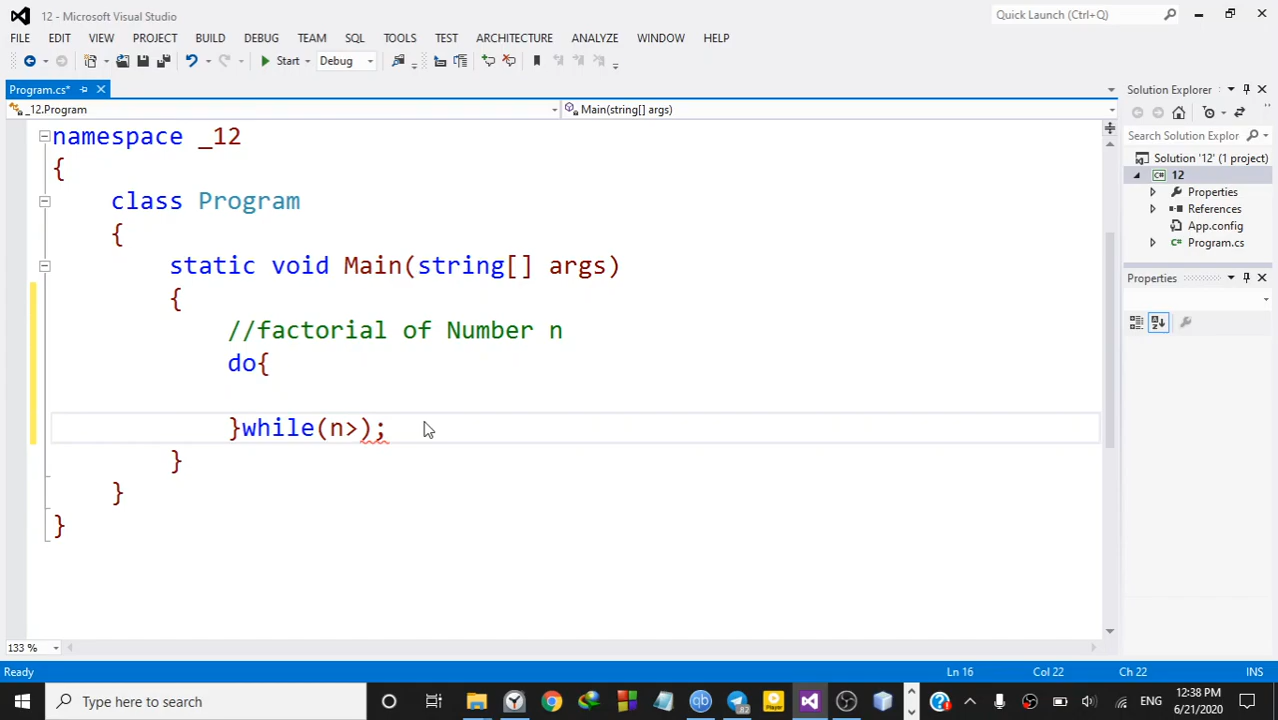 12 - Microsoft Visual Studio
Quick Launch (Ctrl+Q)
FILE EDIT VIEW PROJECT BUILD DEBUG TEAM SQL TOOLS TEST ARCHITECTURE ANALYZE WINDOW HELP
Start Debug
Program.cs*
Solution Explorer
_12.Program
Main(string[] args)
Search Solution Explor
Solution '12' (1 project)
12
Properties
References
App.config
Program.cs
Properties
namespace _12
{
class Program
{
static void Main(string[] args)
{
//factorial of Number n
do{
}while(n>);
}
}
}
133 %
Ready
Ln 16
Col 22
Ch 22
INS
Type here to search
82
Player
ENG
12:38 PM
6/21/2020